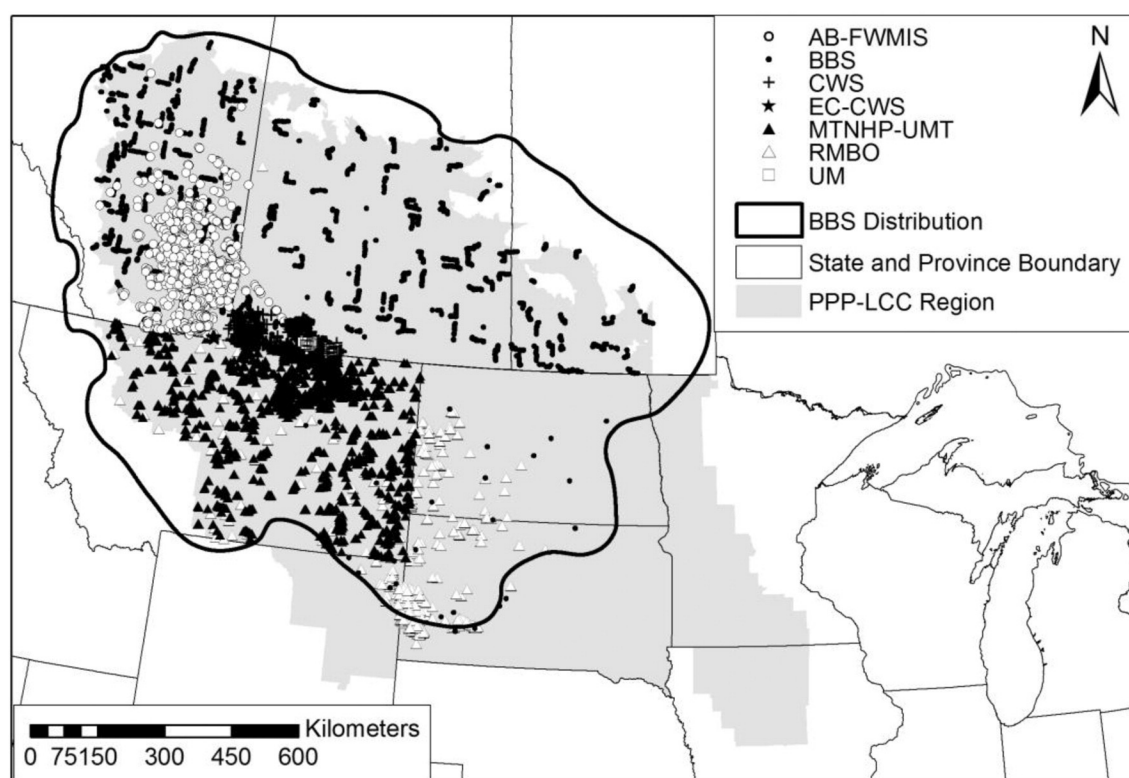 AB-FWMIS
BBS
CWS
EC-CWS
MTNHP-UMT
RMBO
UM
BBS Distribution
State and Province Boundary
PPP-LCC Region
N
Kilometers
0 75150 300 450 600